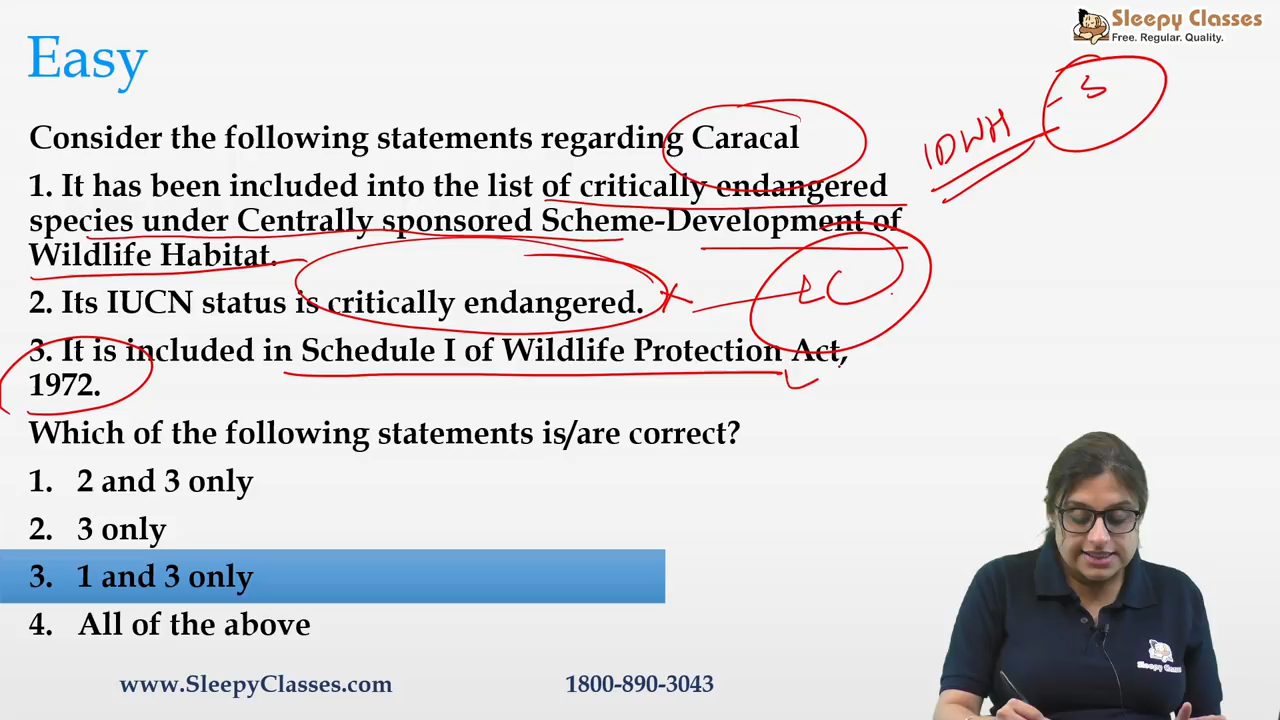 Sleepy Classes
Free. Regular. Quality.
Easy
Consider the following statements regarding Caracal
1. It has been included into the list of critically endangered
species under Centrally sponsored Scheme-Development of
Wildlife Habitat.
2. Its IUCN status is critically endangered.
3. It is included in Schedule I of Wildlife Protection Act,
1972.
Which of the following statements is/are correct?
1. 2 and 3 only
2. 3 only
3. 1 and 3 only
4. All of the above
IDWH - 3
LC
www.SleepyClasses.com 1800-890-3043
Sleepy Classes